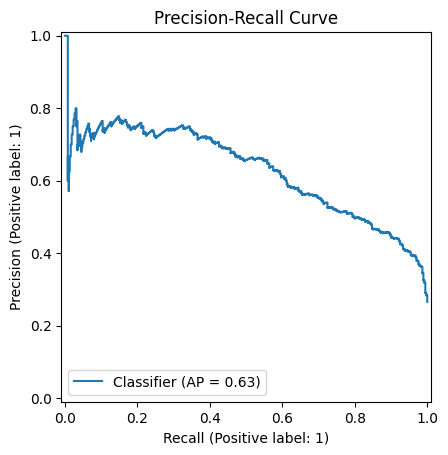 Precision-Recall Curve
1.0
0.8
0.6
0.4
0.2
0.0
Precision (Positive label: 1)
Classifier (AP = 0.63)
0.0 0.2 0.4 0.6 0.8 1.0
Recall (Positive label: 1)